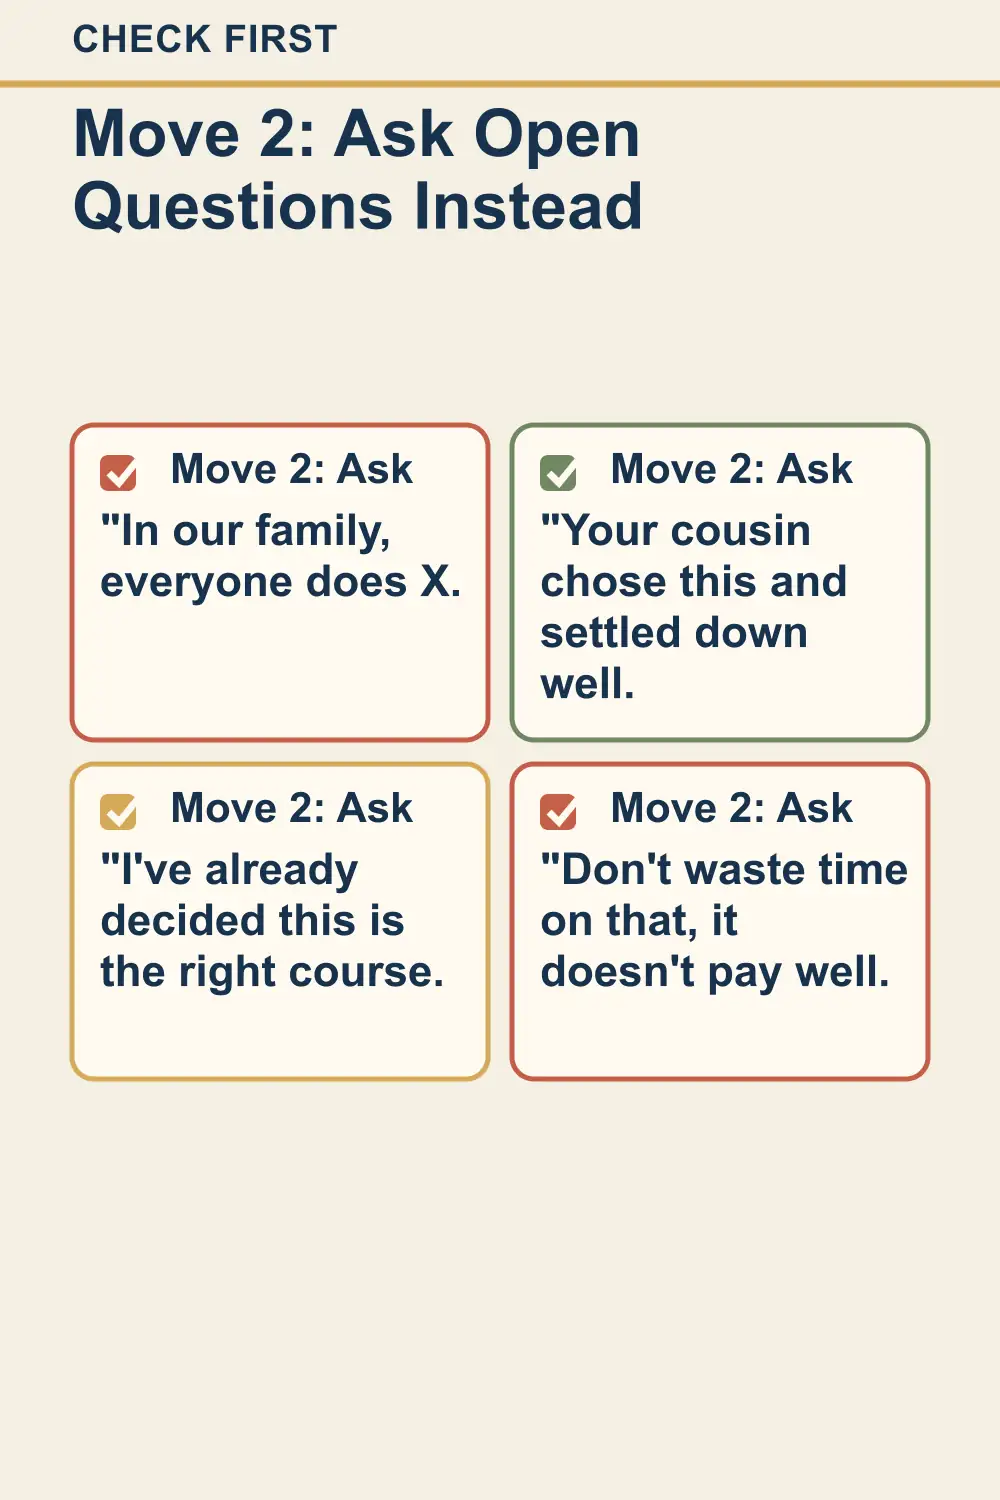 CHECK FIRST
Move 2: Ask Open
Questions Instead
Move 2: Ask
"In our family,
everyone does X.
Move 2: Ask
"Your cousin
chose this and
settled down
well.
Move 2: Ask
"I've already
decided this is
the right course.
Move 2: Ask
"Don't waste time
on that, it
doesn't pay well.